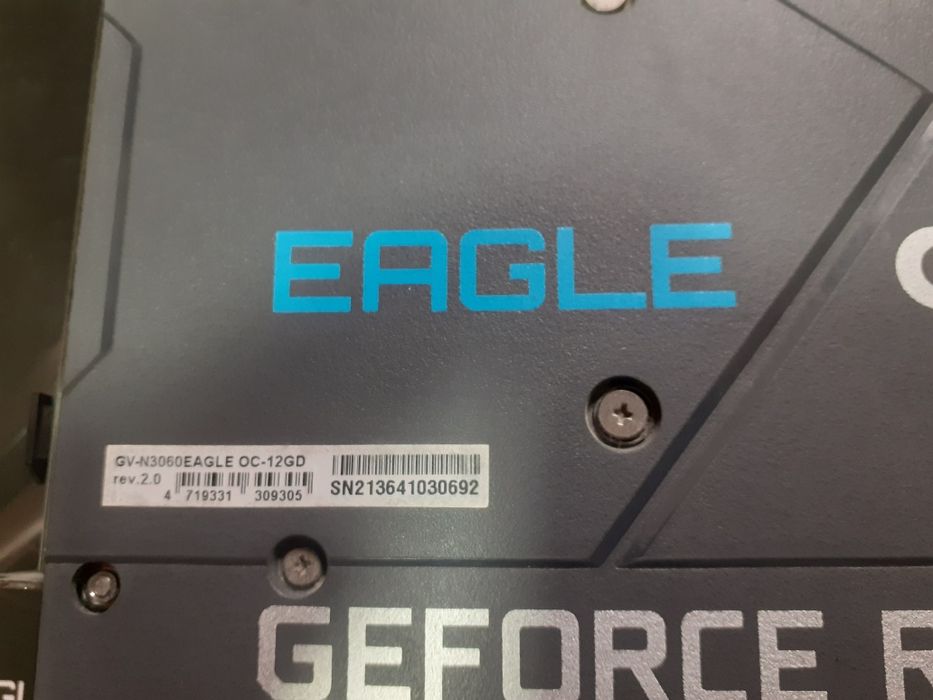 EAGLE
GV-N3060EAGLE OC-12GD
rev.2.0
4 719331 309305
SN213641030692
GEFORCE R